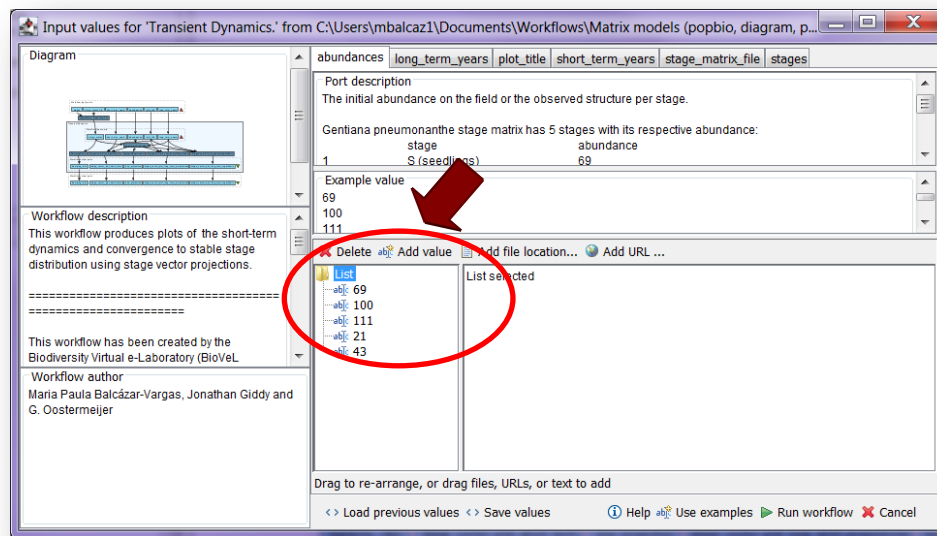 Input values for 'Transient Dynamics.' from C:\Users\mbalcaz1\Documents\Workflows\Matrix models (popbio, diagram, p...
Diagram
Workflow description
This workflow produces plots of the short-term
dynamics and convergence to stable stage
distribution using stage vector projections.
=====================================
=======================
This workflow has been created by the
Biodiversity Virtual e-Laboratory (BioVeL
Workflow author
Maria Paula Balcázar-Vargas, Jonathan Giddy and
G. Oostermeijer
abundances long_term_years plot_title short_term_years stage_matrix_file stages
Port description
The initial abundance on the field or the observed structure per stage.
Gentiana pneumonanthe stage matrix has 5 stages with its respective abundance:
stage abundance
1 S (seedlings) 69
Example value
69
100
111
Delete Add value Add file location... Add URL ...
List
69
100
111
21
43
List selected
Drag to re-arrange, or drag files, URLs, or text to add
Load previous values Save values Help Use examples Run workflow Cancel